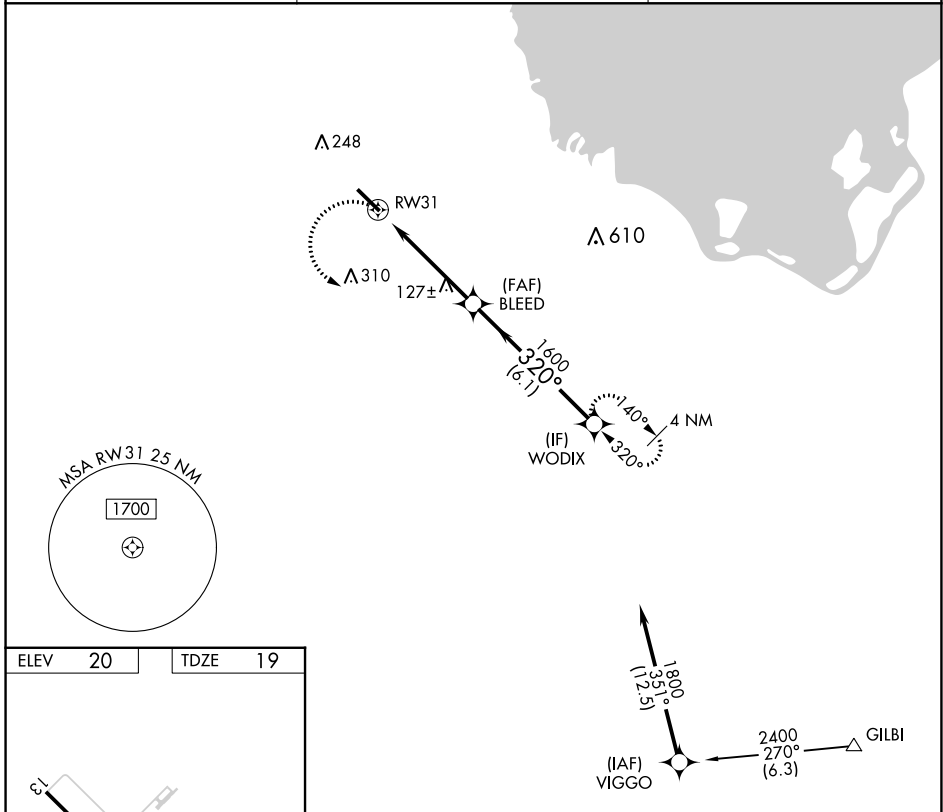 248
RW31
610
310
127±
(FAF)
BLEED
1600
320°
(6.1)
140°
4 NM
320°
(IF)
WODIX
MSA RW31 25 NM
1700
ELEV 20
TDZE 19
1800
351°
(12.5)
2400
270°
(6.3)
GILBI
(IAF)
VIGGO
13